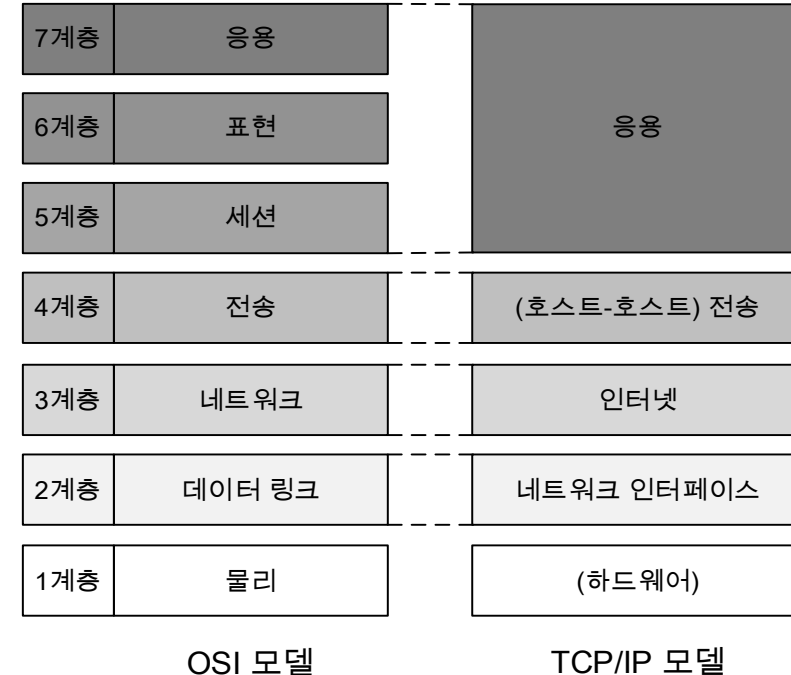 7계층 응용
6계층 표현 응용
5계층 세션
4계층 전송 (호스트-호스트) 전송
3계층 네트워크 인터넷
2계층 데이터 링크 네트워크 인터페이스
1계층 물리 (하드웨어)
OSI 모델 TCP/IP 모델